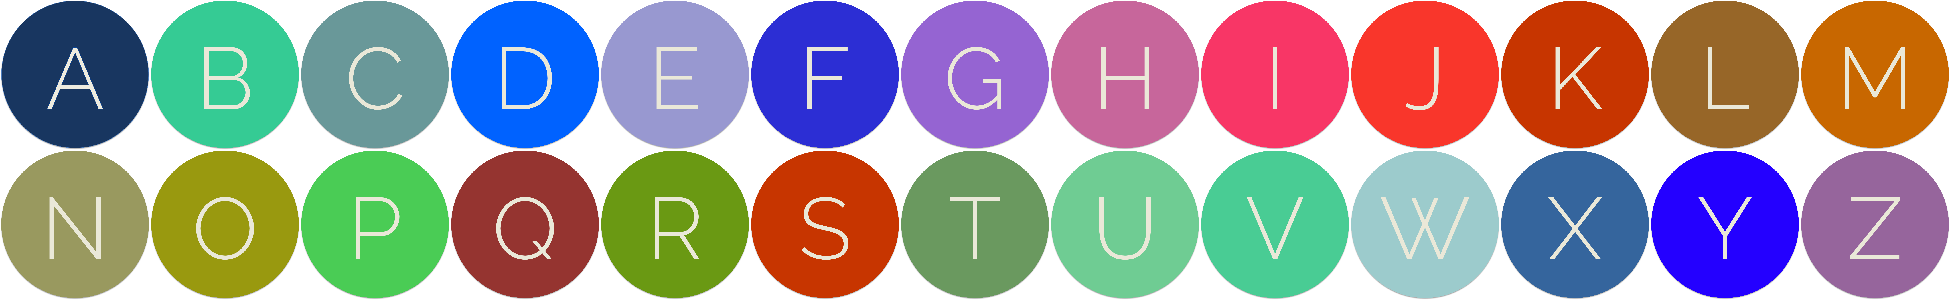 A B C D E F G H I J K L M
N O P Q R S T U V W X Y Z